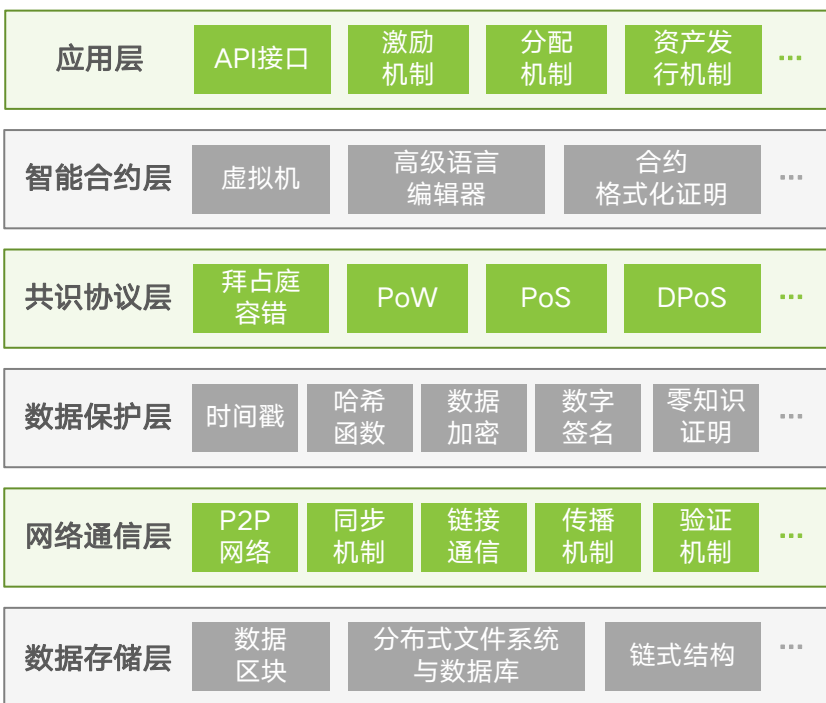 应用层
API接口
激励
机制
分配
机制
资产发
行机制
...
智能合约层
虚拟机
高级语言
编辑器
合约
格式化证明
...
共识协议层
拜占庭
容错
PoW
PoS
DPoS
...
数据保护层
时间戳
哈希
函数
数据
加密
数字
签名
零知识
证明
...
网络通信层
P2P
网络
同步
机制
链接
通信
传播
机制
验证
机制
...
数据存储层
数据
区块
分布式文件系统
与数据库
链式结构
...